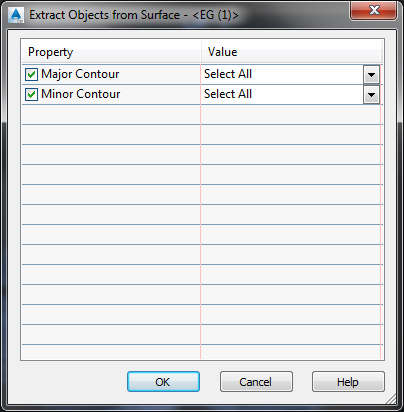 Extract Objects from Surface - <EG (1)>
Property Value
Major Contour Select All
Minor Contour Select All
OK Cancel Help